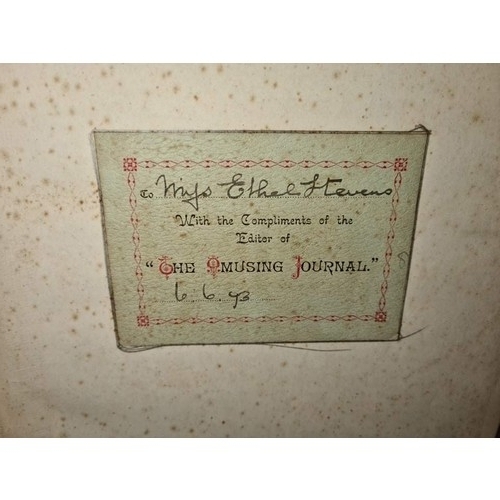 To Miss Ethel Stevens
With the Compliments of the
Editor of
"THE AMUSING JOURNAL."
6.6.93